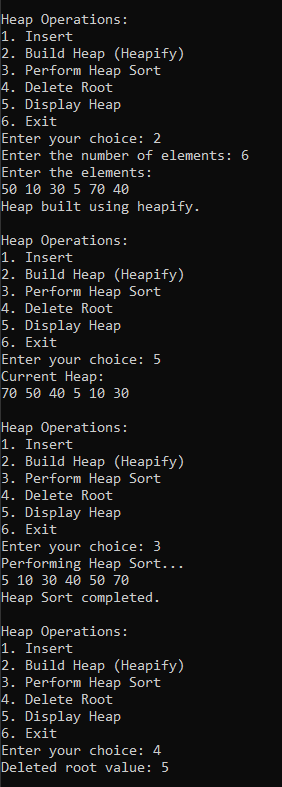 Heap Operations:
1. Insert
2. Build Heap (Heapify)
3. Perform Heap Sort
4. Delete Root
5. Display Heap
6. Exit
Enter your choice: 2
Enter the number of elements: 6
Enter the elements:
50 10 30 5 70 40
Heap built using heapify.

Heap Operations:
1. Insert
2. Build Heap (Heapify)
3. Perform Heap Sort
4. Delete Root
5. Display Heap
6. Exit
Enter your choice: 5
Current Heap:
70 50 40 5 10 30

Heap Operations:
1. Insert
2. Build Heap (Heapify)
3. Perform Heap Sort
4. Delete Root
5. Display Heap
6. Exit
Enter your choice: 3
Performing Heap Sort...
5 10 30 40 50 70
Heap Sort completed.

Heap Operations:
1. Insert
2. Build Heap (Heapify)
3. Perform Heap Sort
4. Delete Root
5. Display Heap
6. Exit
Enter your choice: 4
Deleted root value: 5